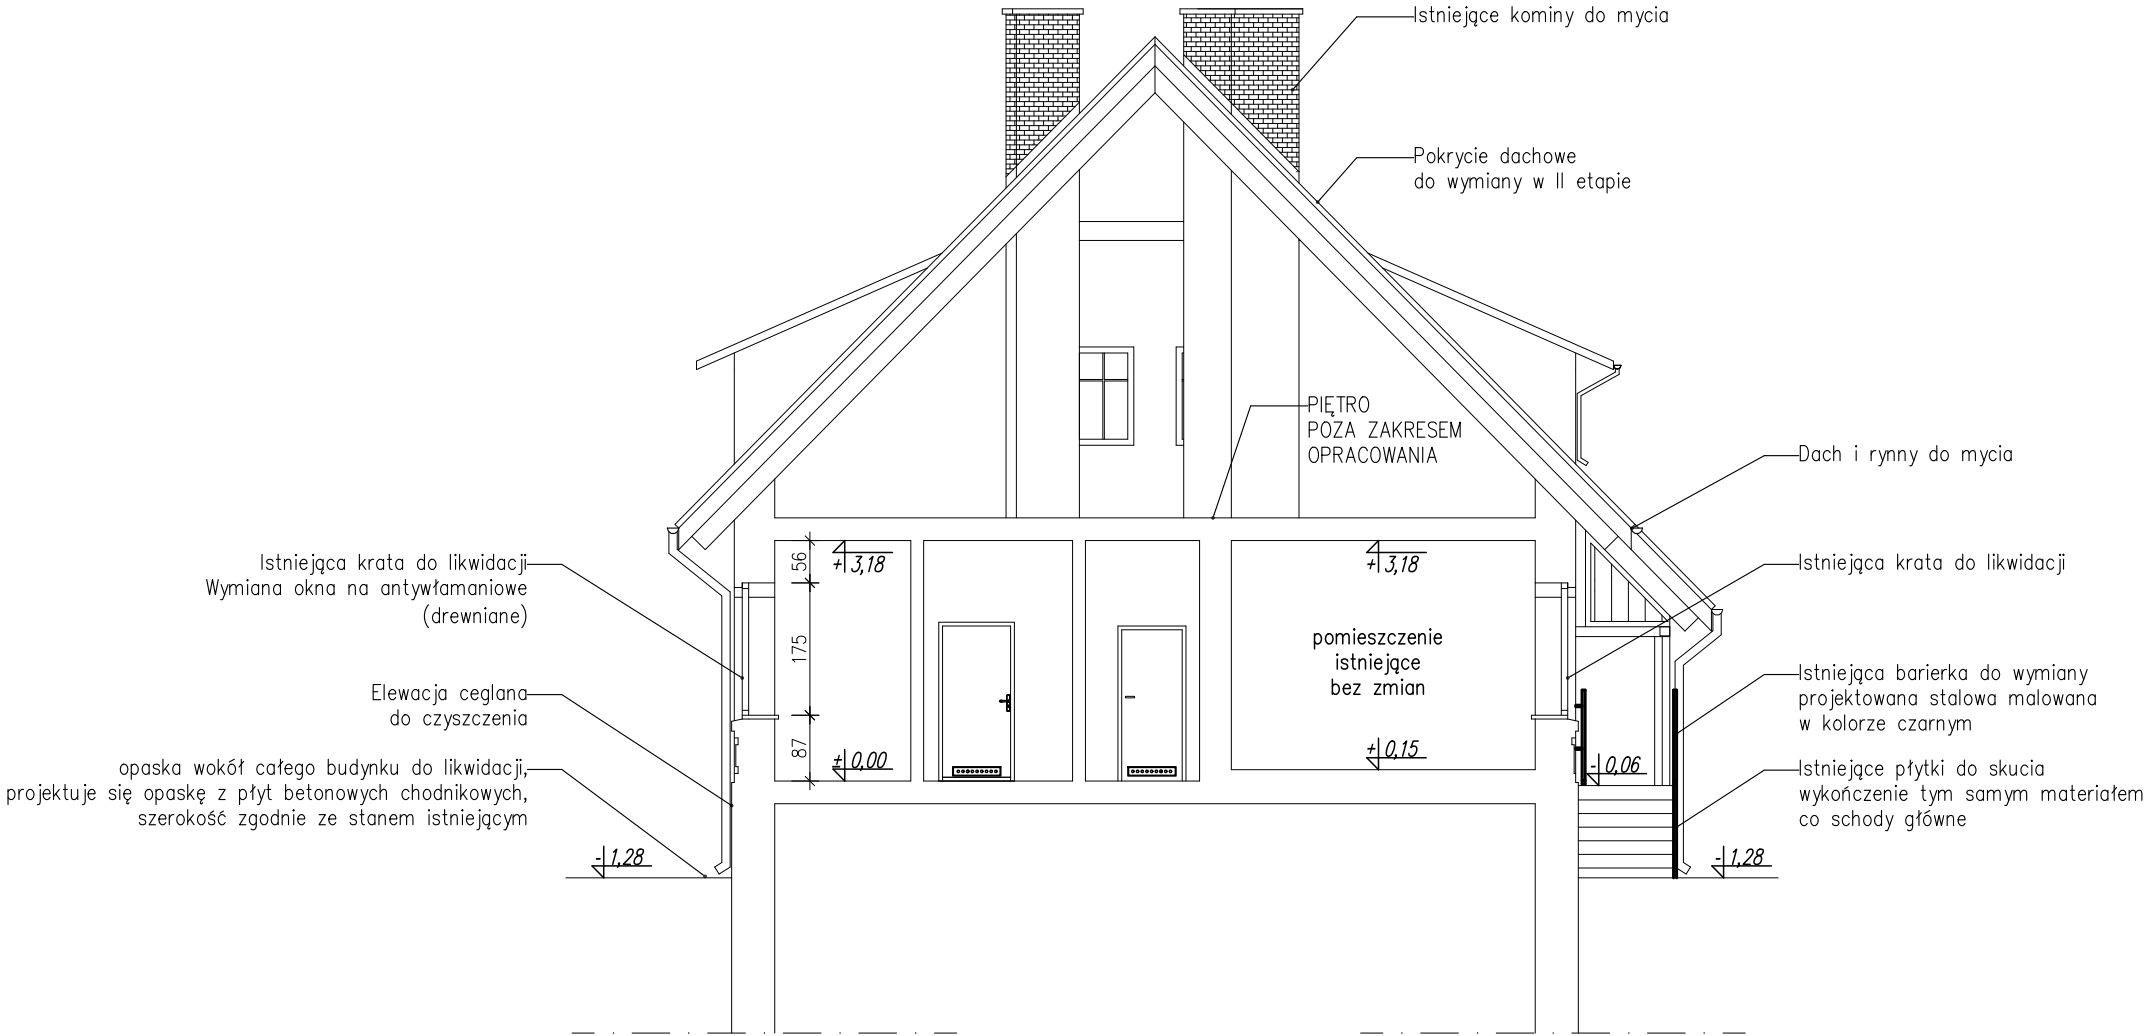 Istniejące kominy do mycia
Pokrycie dachowe
do wymiany w II etapie
PIĘTRO
POZA ZAKRESEM
OPRACOWANIA
Dach i rynny do mycia
Istniejąca krata do likwidacji
Wymiana okna na antywłamaniowe
(drewniane)
Elewacja ceglana
do czyszczenia
opaska wokół całego budynku do likwidacji,
projektuje się opaskę z płyt betonowych chodnikowych,
szerokość zgodnie ze stanem istniejącym
-1,28
56
175
87
+3,18
±0,00
+3,18
pomieszczenie
istniejące
bez zmian
±0,15
Istniejąca krata do likwidacji
Istniejąca barierka do wymiany
projektowana stalowa malowana
w kolorze czarnym
-0,06
Istniejące płytki do skucia
wykończenie tym samym materiałem
co schody główne
-1,28